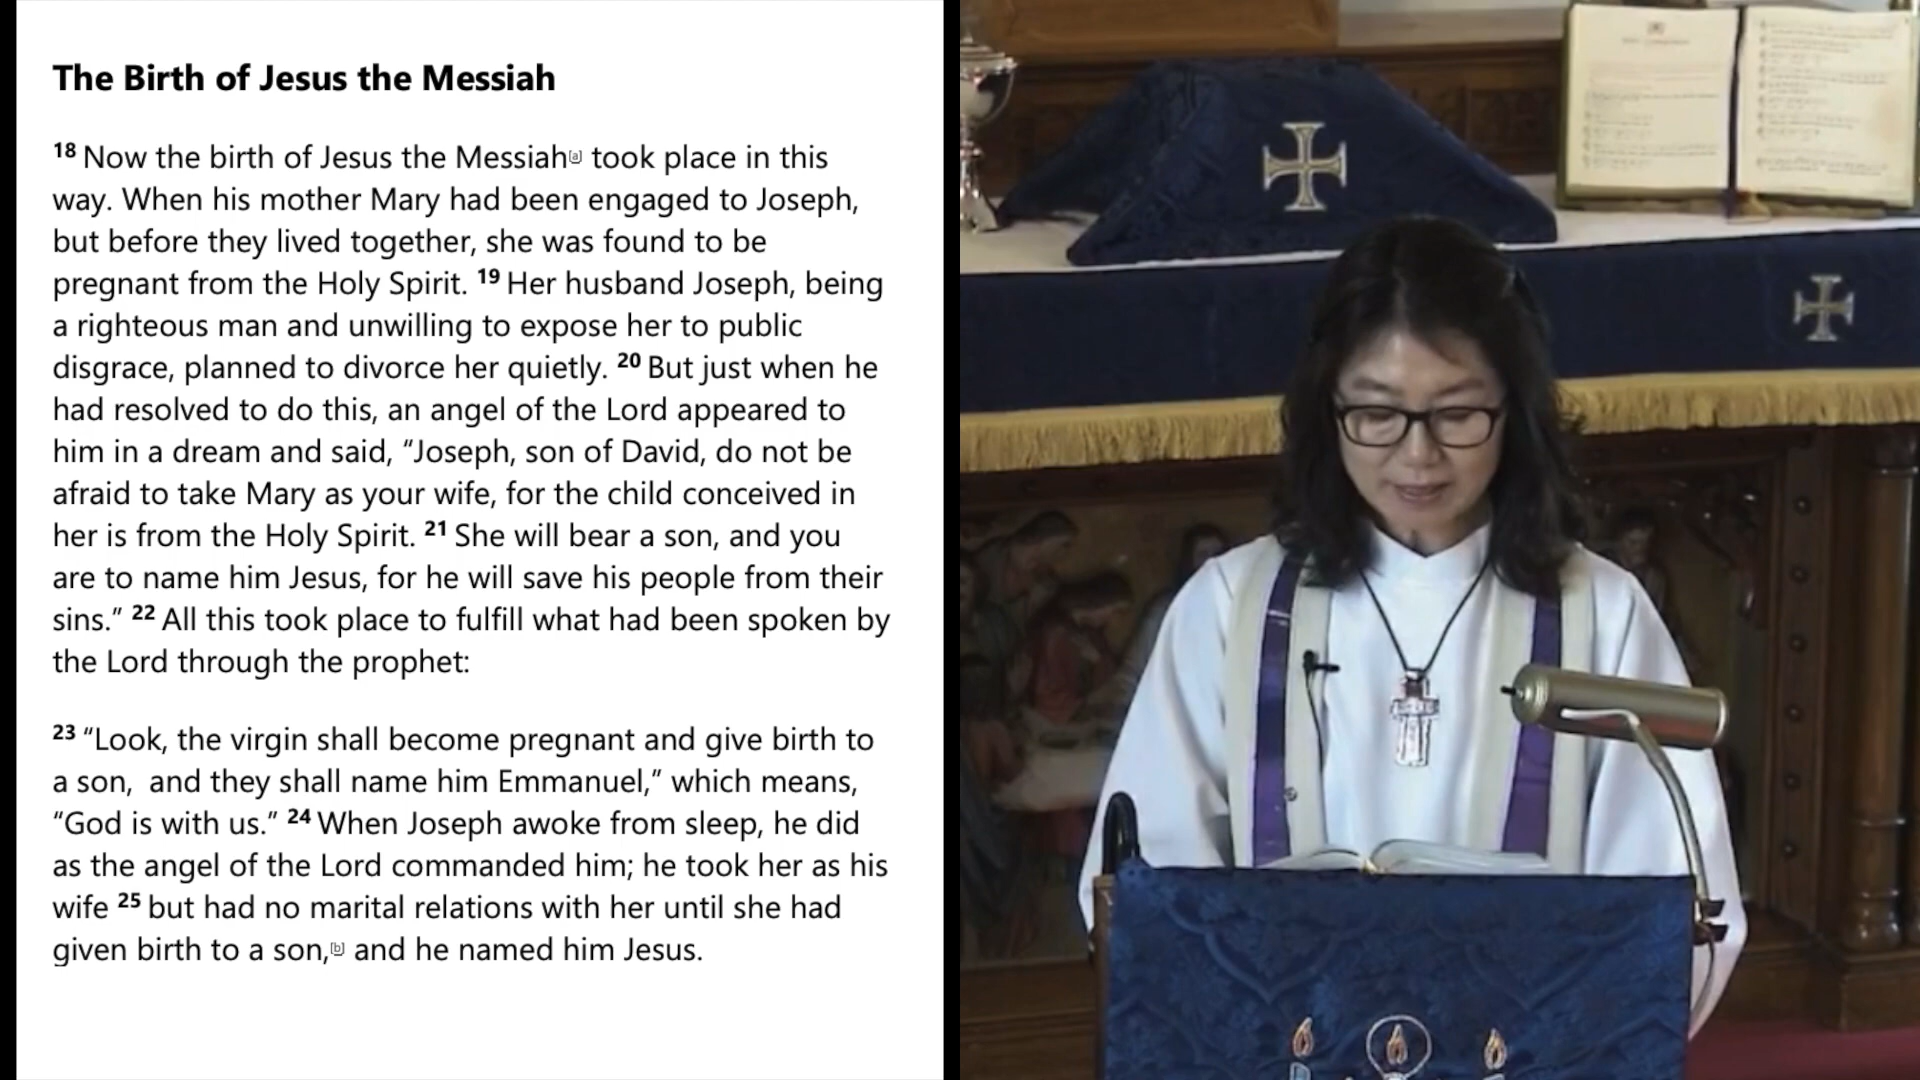 The Birth of Jesus the Messiah
18 Now the birth of Jesus the Messiah[a] took place in this
way. When his mother Mary had been engaged to Joseph,
but before they lived together, she was found to be
pregnant from the Holy Spirit. 19 Her husband Joseph, being
a righteous man and unwilling to expose her to public
disgrace, planned to divorce her quietly. 20 But just when he
had resolved to do this, an angel of the Lord appeared to
him in a dream and said, “Joseph, son of David, do not be
afraid to take Mary as your wife, for the child conceived in
her is from the Holy Spirit. 21 She will bear a son, and you
are to name him Jesus, for he will save his people from their
sins.” 22 All this took place to fulfill what had been spoken by
the Lord through the prophet:
23 “Look, the virgin shall become pregnant and give birth to
a son,  and they shall name him Emmanuel,” which means,
“God is with us.” 24 When Joseph awoke from sleep, he did
as the angel of the Lord commanded him; he took her as his
wife 25 but had no marital relations with her until she had
given birth to a son,[b] and he named him Jesus.